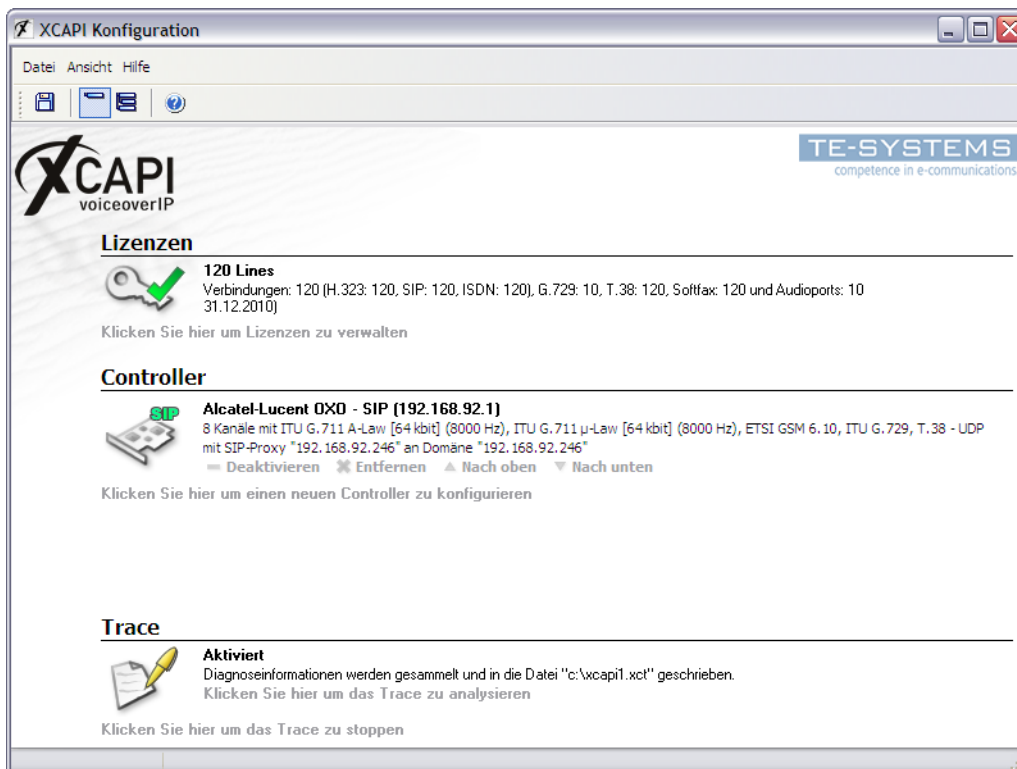 XCAPI Konfiguration
Datei Ansicht Hilfe
XCAPI
voiceoverIP
TE-SYSTEMS
competence in e-communications
Lizenzen
120 Lines
Verbindungen: 120 (H.323: 120, SIP: 120, ISDN: 120), G.729: 10, T.38: 120, Softfax: 120 und Audioports: 10
31.12.2010)
Klicken Sie hier um Lizenzen zu verwalten
Controller
SIP
Alcatel-Lucent OXO - SIP (192.168.92.1)
8 Kanäle mit ITU G.711 A-Law [64 kbit] (8000 Hz), ITU G.711 µ-Law [64 kbit] (8000 Hz), ETSI GSM 6.10, ITU G.729, T.38 - UDP
mit SIP-Proxy "192.168.92.246" an Domäne "192.168.92.246"
Deaktivieren Entfernen Nach oben Nach unten
Klicken Sie hier um einen neuen Controller zu konfigurieren
Trace
Aktiviert
Diagnoseinformationen werden gesammelt und in die Datei "c:\xcapi1.xct" geschrieben.
Klicken Sie hier um das Trace zu analysieren
Klicken Sie hier um das Trace zu stoppen